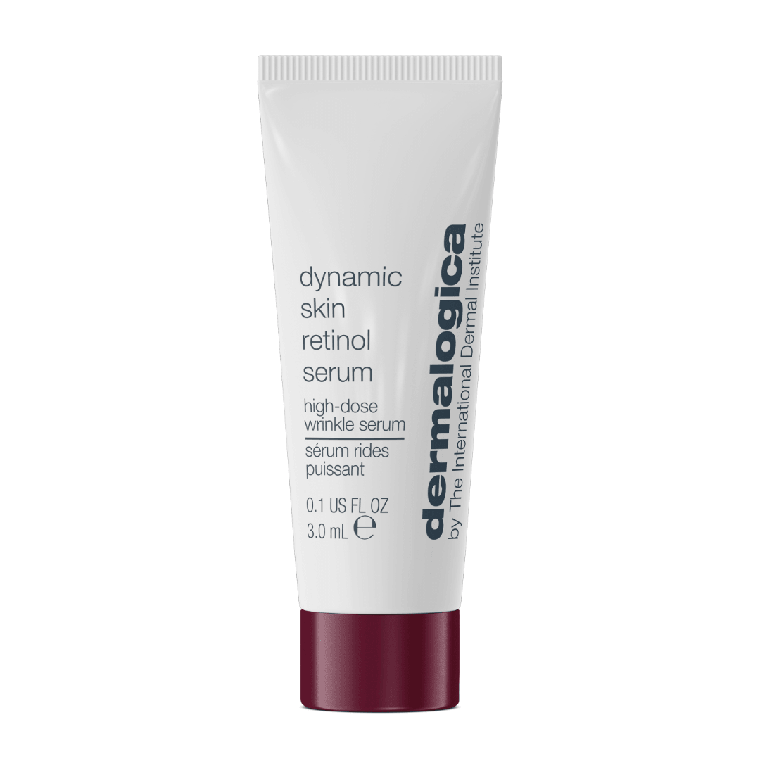 dynamic
skin
retinol
serum
high-dose
wrinkle serum
sérum rides
puissant
0.1 US FL OZ
3.0 mL ℮
dermalogica
by The International Dermal Institute